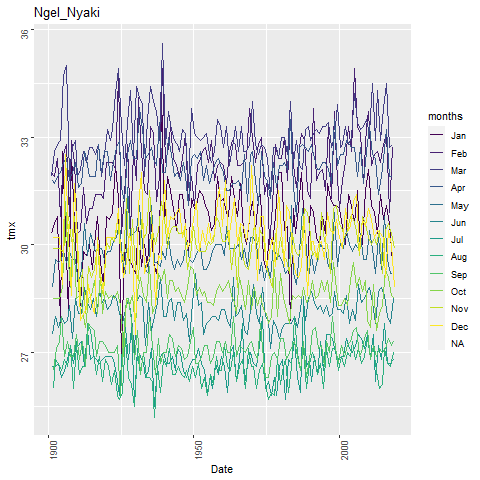 Ngel_Nyaki
36
33
30
27
tmx
1900
1950
2000
Date
months
Jan
Feb
Mar
Apr
May
Jun
Jul
Aug
Sep
Oct
Nov
Dec
NA